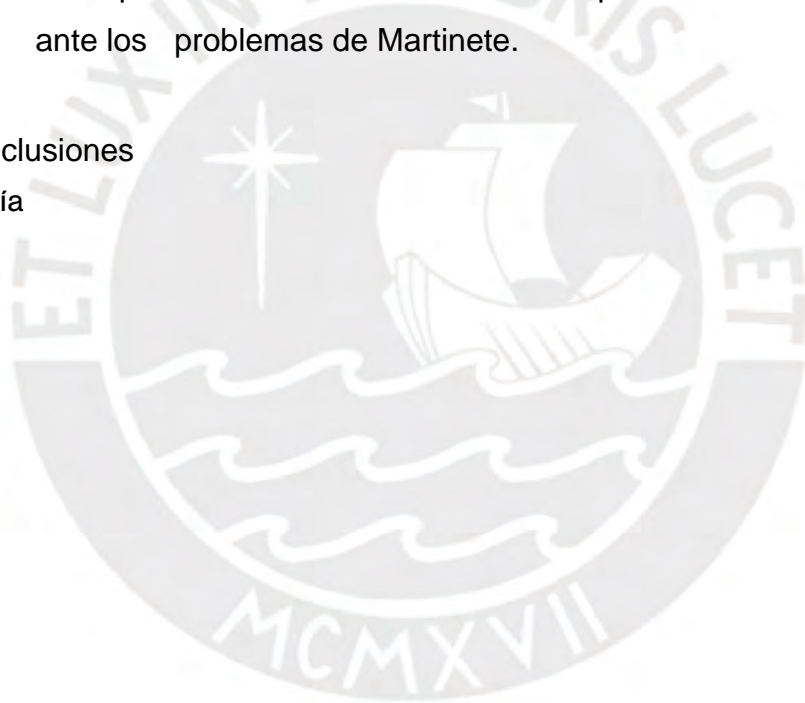 ante los problemas de Martinete.
clusiones
ía
ET LUX IN TENEBRIS LUCET
MCMXVII